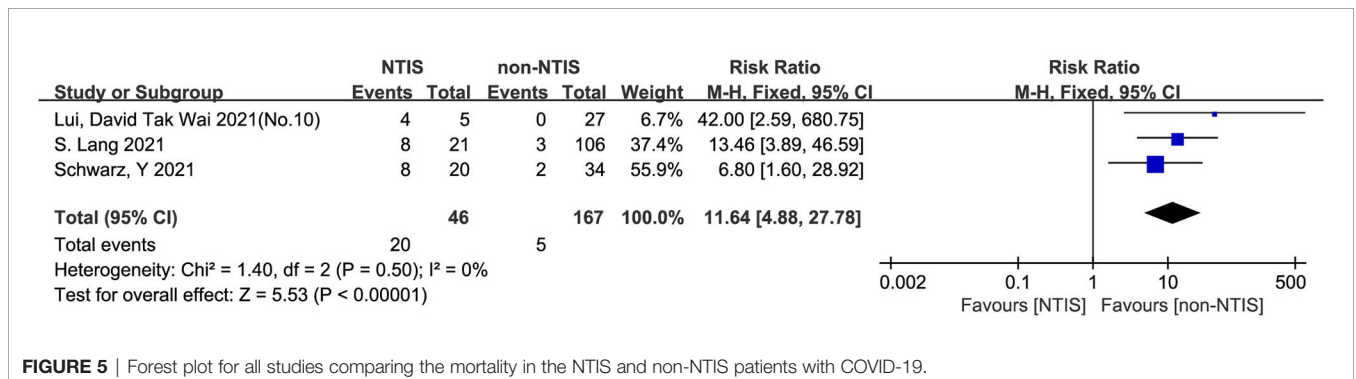 NTIS non-NTIS Risk Ratio Risk Ratio
Study or Subgroup Events Total Events Total Weight M-H, Fixed, 95% CI M-H, Fixed, 95% CI
Lui, David Tak Wai 2021(No.10) 4 5 0 27 6.7% 42.00 [2.59, 680.75]
S. Lang 2021 8 21 3 106 37.4% 13.46 [3.89, 46.59]
Schwarz, Y 2021 8 20 2 34 55.9% 6.80 [1.60, 28.92]
Total (95% CI) 46 167 100.0% 11.64 [4.88, 27.78]
Total events 20 5
Heterogeneity: Chi² = 1.40, df = 2 (P = 0.50); I² = 0%
Test for overall effect: Z = 5.53 (P < 0.00001)
0.002 0.1 1 10 500
Favours [NTIS] Favours [non-NTIS]
FIGURE 5 | Forest plot for all studies comparing the mortality in the NTIS and non-NTIS patients with COVID-19.